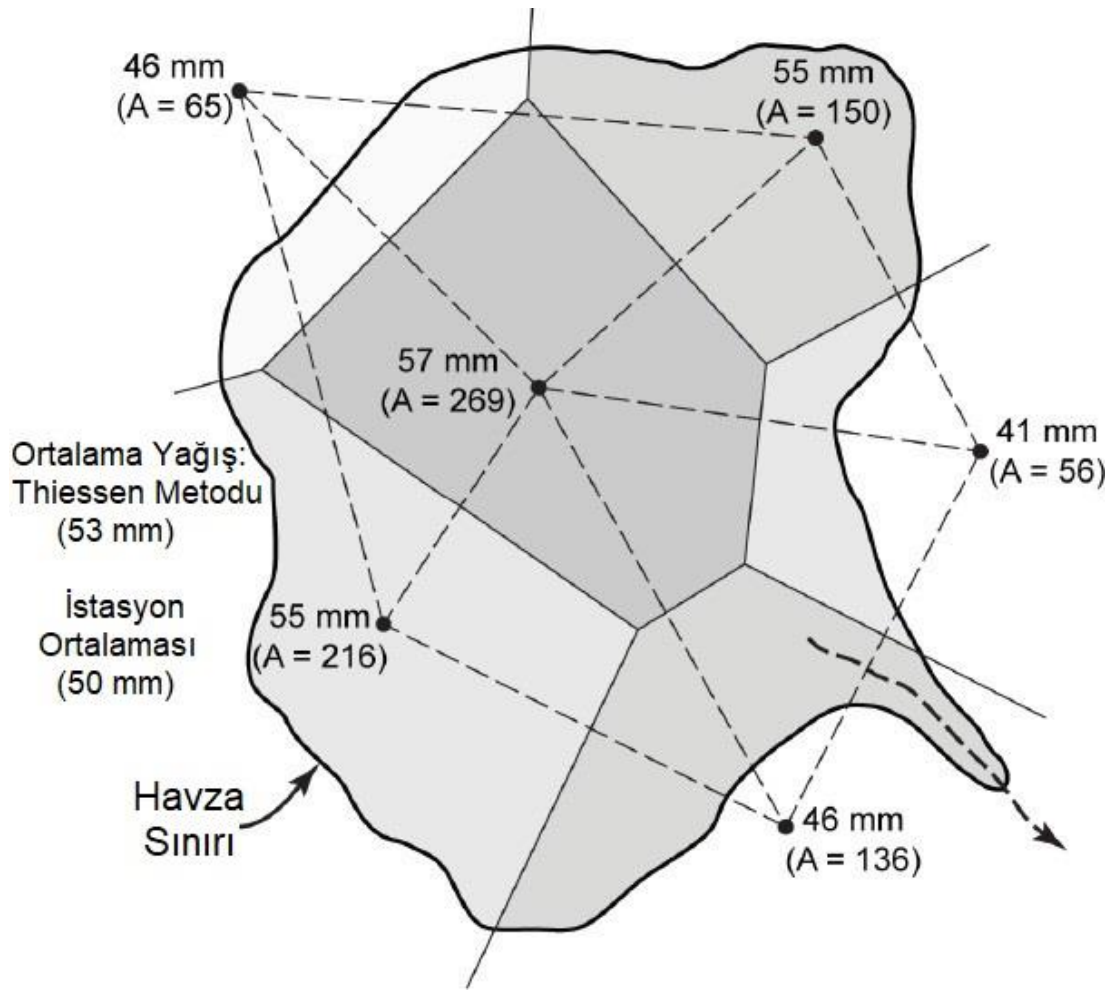 46 mm
(A = 65)
55 mm
(A = 150)
57 mm
(A = 269)
41 mm
(A = 56)
Ortalama Yağış:
Thiessen Metodu
(53 mm)
İstasyon
Ortalaması
(50 mm)
55 mm
(A = 216)
Havza
Sınırı
46 mm
(A = 136)